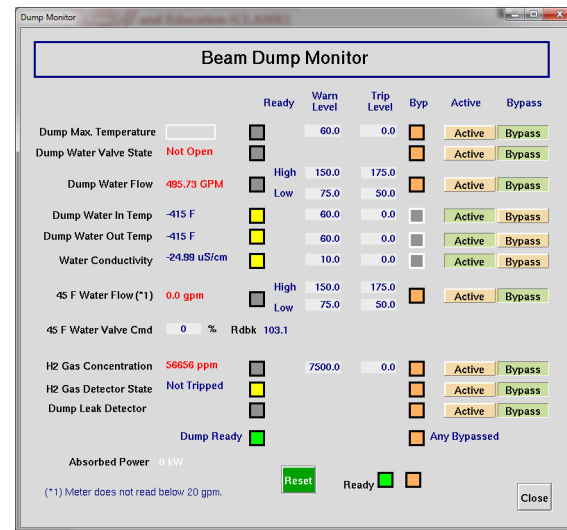 Dump Monitor
and Education (CLASSE)
Beam Dump Monitor
Ready Warn Level Trip Level Byp Active Bypass
Dump Max. Temperature 60.0 0.0 Active Bypass
Dump Water Valve State Not Open Active Bypass
Dump Water Flow 495.73 GPM High 150.0 175.0 Active Bypass
Low 75.0 50.0
Dump Water In Temp -415 F 60.0 0.0 Active Bypass
Dump Water Out Temp -415 F 60.0 0.0 Active Bypass
Water Conductivity -24.99 uS/cm 10.0 0.0 Active Bypass
45 F Water Flow (*1) 0.0 gpm High 150.0 175.0 Active Bypass
Low 75.0 50.0
45 F Water Valve Cmd 0 % Rdbk 103.1
H2 Gas Concentration 56656 ppm 7500.0 0.0 Active Bypass
H2 Gas Detector State Not Tripped Active Bypass
Dump Leak Detector Active Bypass
Dump Ready Any Bypassed
Absorbed Power 0 kW
Reset Ready
(*1) Meter does not read below 20 gpm.
Close